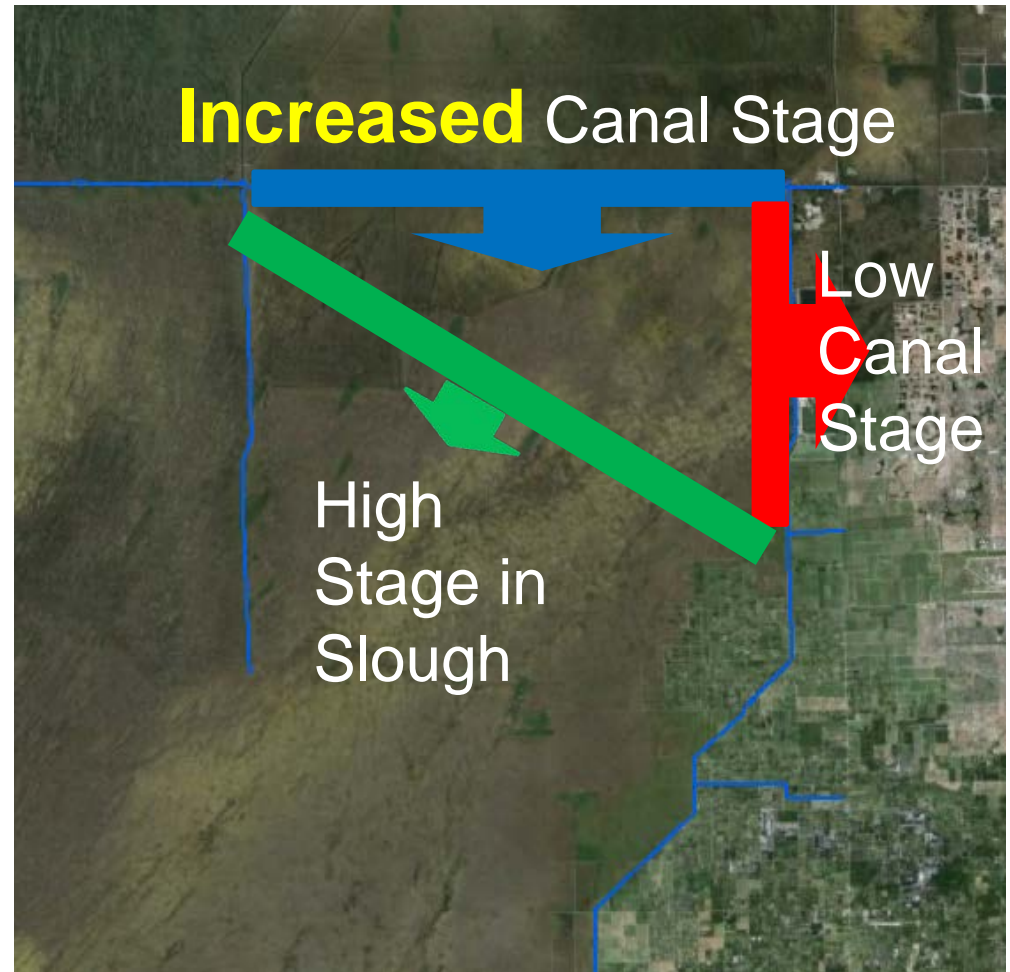 Increased Canal Stage
Low
Canal
Stage
High
Stage in
Slough